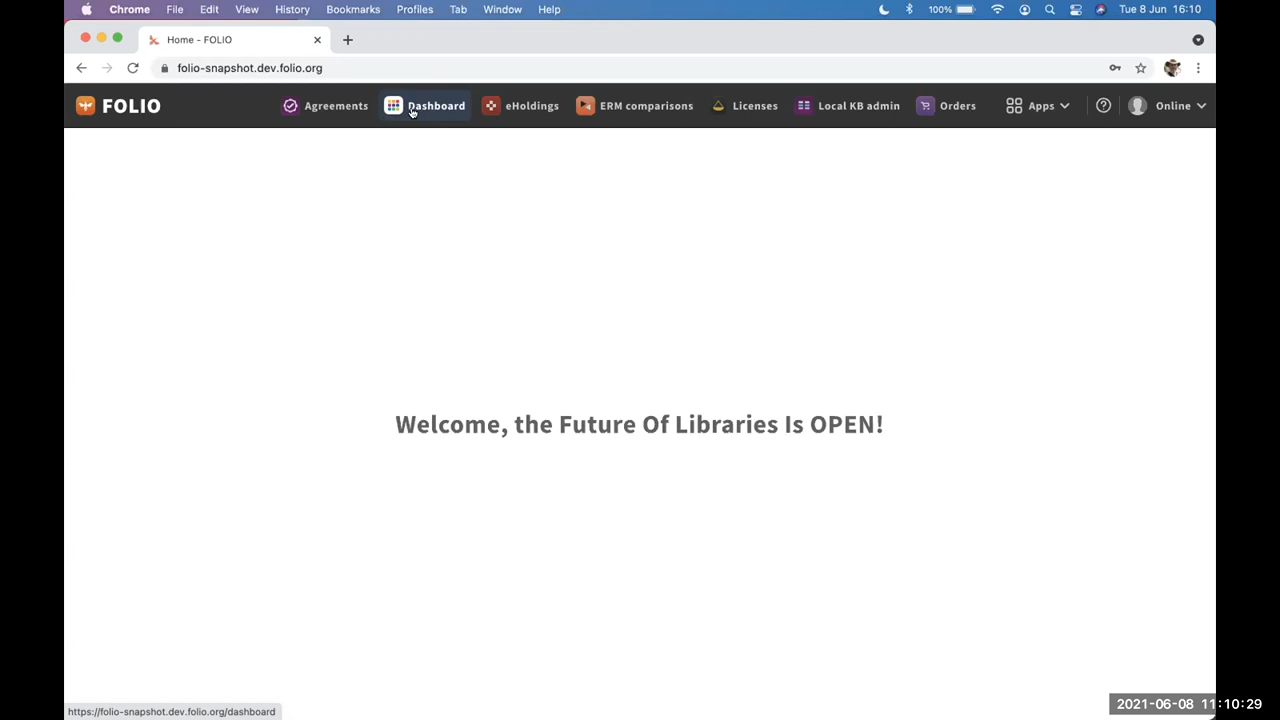 Chrome File Edit View History Bookmarks Profiles Tab Window Help 100% Tue 8 Jun 16:10
Home - FOLIO
folio-snapshot.dev.folio.org
FOLIO Agreements Dashboard eHoldings ERM comparisons Licenses Local KB admin Orders Apps Online
Welcome, the Future Of Libraries Is OPEN!
https://folio-snapshot.dev.folio.org/dashboard
2021-06-08 11:10:29